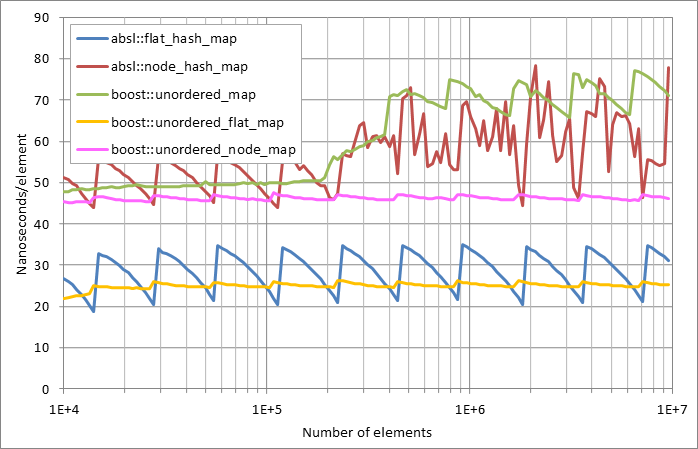 90
80
70
60
50
40
30
20
10
0
absl::flat_hash_map
absl::node_hash_map
boost::unordered_map
boost::unordered_flat_map
boost::unordered_node_map
Nanoseconds/element
1E+4 1E+5 1E+6 1E+7
Number of elements